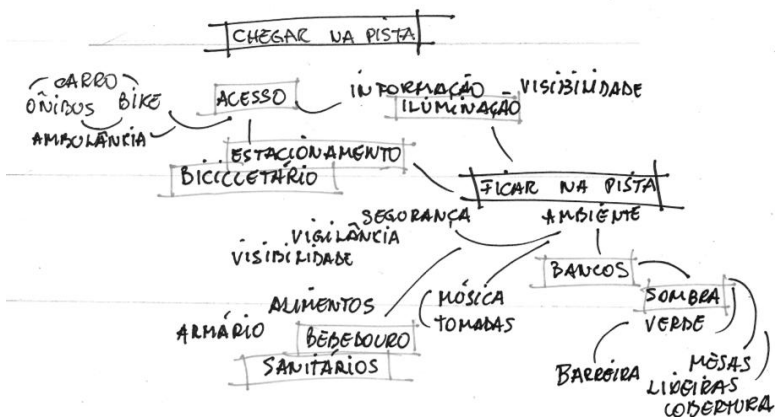 CHEGAR NA PISTA
CARRO
ÔNIBUS BIKE
AMBULÂNCIA
ACESSO
INFORMAÇÃO VISIBILIDADE
ILUMINAÇÃO
ESTACIONAMENTO
BICICLETÁRIO
FICAR NA PISTA
SEGURANÇA AMBIENTE
VIGILÂNCIA
VISIBILIDADE
BANCOS
ALIMENTOS MÚSICA SOMBRA
ARMÁRIO TOMADAS VERDE
BEBEDOURO
SANITÁRIOS
BARREIRA MESAS
LIXEIRAS
COBERTURA